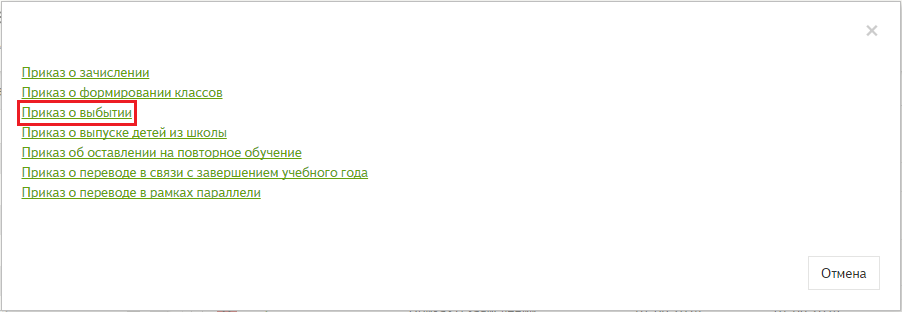 ×
Приказ о зачислении
Приказ о формировании классов
Приказ о выбытии
Приказ о выпуске детей из школы
Приказ об оставлении на повторное обучение
Приказ о переводе в связи с завершением учебного года
Приказ о переводе в рамках параллели
Отмена